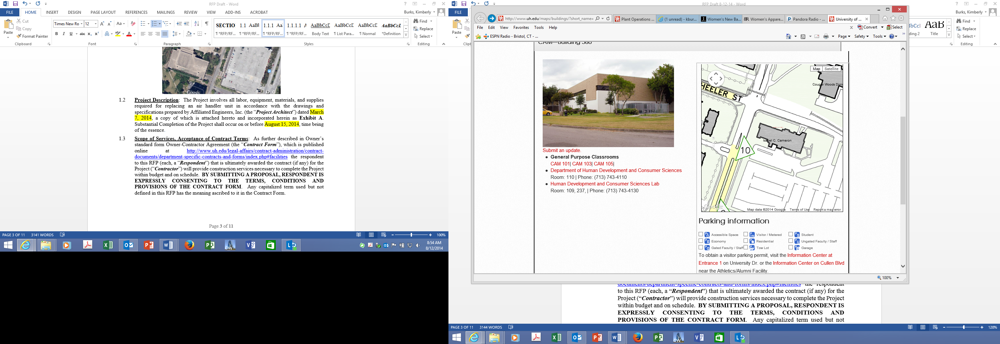 RFP Draft - Word
FILE HOME INSERT DESIGN PAGE LAYOUT REFERENCES MAILINGS REVIEW VIEW ADD-INS ACROBAT
Burks, Kimberly
Paste
Cut
Copy
Format Painter
Times New Ro 12
SECTIO 1.1 AaBl 1.1.1 Aa 1.1.1.1 A AaBbCcD AaBbCcD AaBbCcD AaBbCcL
¶ *RFP/RF... ¶ *RFP/RF... ¶ *RFP/RF... ¶ *RFP/RF... Body Text ¶ List Para... ¶ Normal *Definition
Find
Replace
Select
Clipboard Font Paragraph Styles Editing
Google
1.2 Project Description: The Project involves all labor, equipment, materials, and supplies
required for replacing an air handler unit in accordance with the drawings and
specifications prepared by Affiliated Engineers, Inc. (the “Project Architect”) dated March
7, 2014, a copy of which is attached hereto and incorporated herein as Exhibit A.
Substantial Completion of the Project shall occur on or before August 15, 2014, time being
of the essence.
1.3 Scope of Services, Acceptance of Contract Terms: As further described in Owner’s
standard form Owner-Contractor Agreement (the “Contract Form”), which is published
online at http://www.uh.edu/legal-affairs/contract-administration/contract-
documents/department-specific-contracts-and-forms/index.php#facilities the respondent
to this RFP (each, a “Respondent”) that is ultimately awarded the contract (if any) for the
Project (“Contractor”) will provide construction services necessary to complete the Project
within budget and on schedule. BY SUBMITTING A PROPOSAL, RESPONDENT IS
EXPRESSLY CONSENTING TO THE TERMS, CONDITIONS AND
PROVISIONS OF THE CONTRACT FORM. Any capitalized term used but not
defined in this RFP has the meaning ascribed to it in the Contract Form.
Page 3 of 11
PAGE 3 OF 11 3141 WORDS 100%
8:54 AM
8/12/2014
RFP Draft 8-12-14 - Word
FILE
Burks, Kimberly
Paste
Find
Replace
Select
Title
Editing
http://www.uh.edu/maps/buildings/?short_name=
Plant Operations ... (1 unread) - kbur... Women's New Ba... Women's Appare... Pandora Radio - ... University of ...
File Edit View Favorites Tools Help
Convert Select
ESPN Radio - Bristol, CT - ...
Page Safety Tools
CAM—Building 586
Submit an update.
General Purpose Classrooms
CAM 101| CAM 103| CAM 105|
Department of Human Development and Consumer Sciences
Room: 110 | Phone: (713) 743-4110
Human Development and Consumer Sciences Lab
Room: 109, 237, | Phone: (713) 743-4130
Map Satellite
Cougar Woods Dini
HEELER ST
Isabel C. Cameron
10
Google
Map data ©2014 Google Terms of Use Report a map error
Parking information
Accessible Space Visitor / Metered Student
Economy Residential Ungated Faculty / Staff
Gated Faculty / Staff Tow Lot Garage
To obtain a visitor parking permit, visit the Information Center at
Entrance 1 on University Dr. or the Information Center on Cullen Blvd
near the Athletics/Alumni Facility.
100%
documents/department-specific-contracts-and-forms/index.php#facilities the respondent
to this RFP (each, a “Respondent”) that is ultimately awarded the contract (if any) for the
Project (“Contractor”) will provide construction services necessary to complete the Project
within budget and on schedule. BY SUBMITTING A PROPOSAL, RESPONDENT IS
EXPRESSLY CONSENTING TO THE TERMS, CONDITIONS AND
PROVISIONS OF THE CONTRACT FORM. Any capitalized term used but not
PAGE 3 OF 11 3144 WORDS 120%